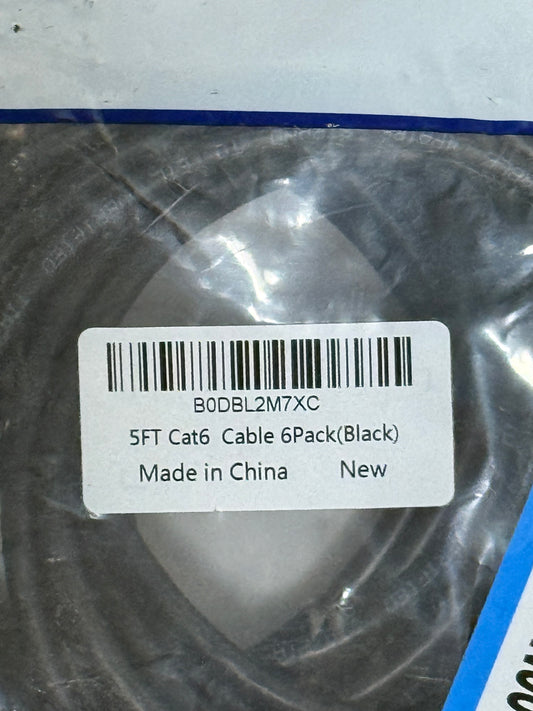 B0DBL2M7XC
5FT Cat6 Cable 6Pack(Black)
Made in China New